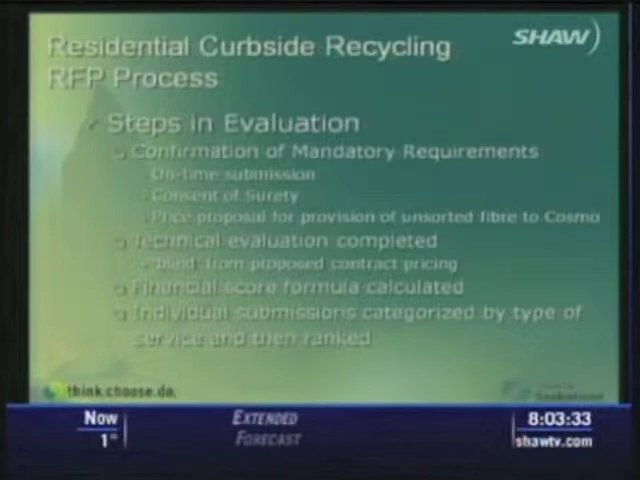 Residential Curbside Recycling
RFP Process
SHAW)
Steps in Evaluation
Confirmation of Mandatory Requirements
On-time submission
Consent of Surety
Price proposal for provision of unsorted fibre to Cosmo
Technical evaluation completed
"blind" from proposed contract pricing
Financial score formula calculated
Individual submissions categorized by type of
service and then ranked
think.choose.do.
Saskatoon
Now
1°
EXTENDED
FORECAST
8:03:33
shawtv.com